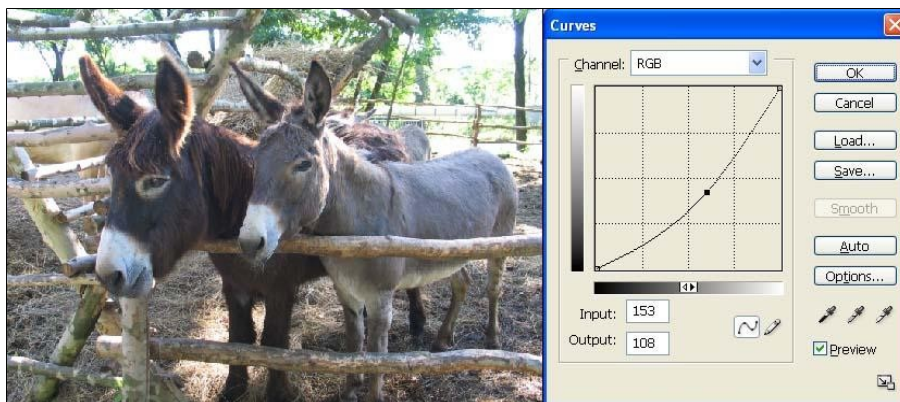 Curves
Channel: RGB
OK
Cancel
Load...
Save...
Smooth
Auto
Options...
Input: 153
Output: 108
Preview